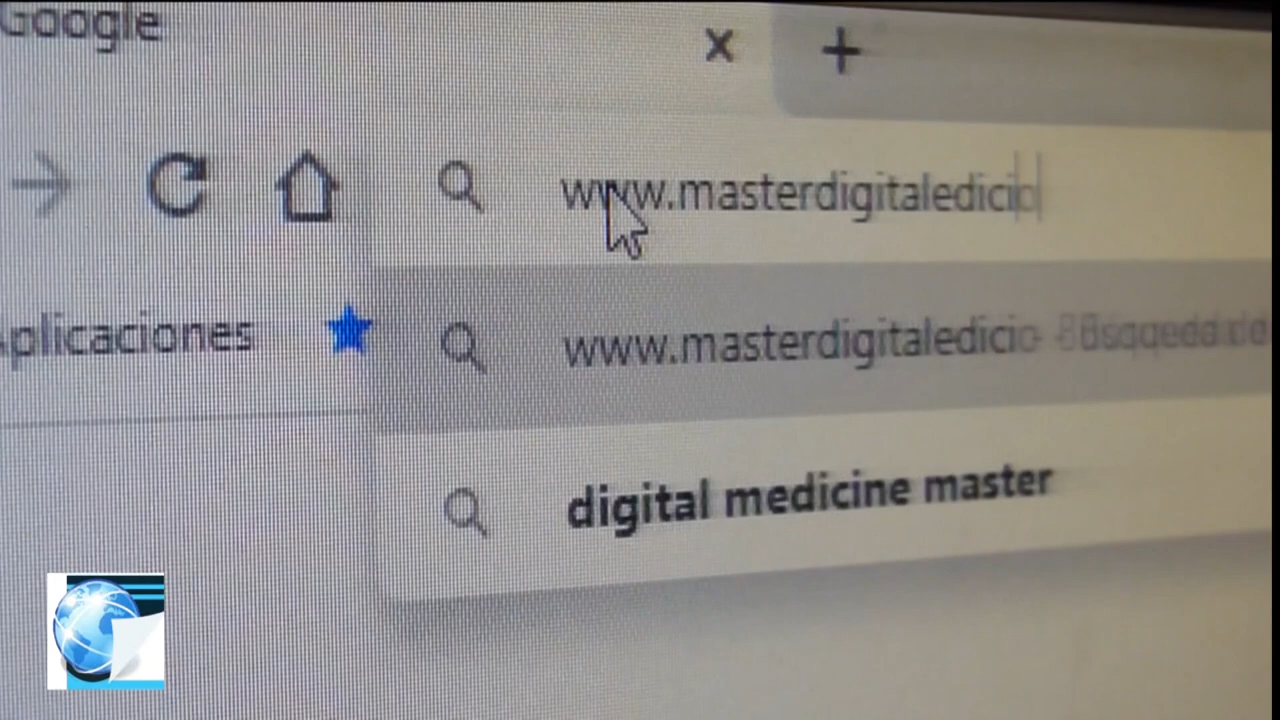 Google
www.masterdigitaledicio
Aplicaciones
www.masterdigitaledicio
digital medicine master